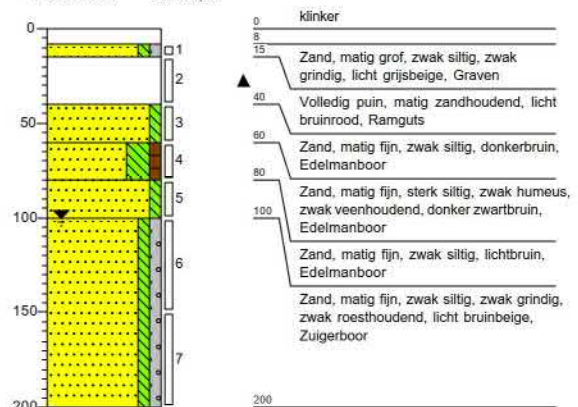 0
klinker
0
8
15
Zand, matig grof, zwak siltig, zwak
grindig, licht grijsbeige, Graven
1
2
40
Volledig puin, matig zandhoudend, licht
bruinrood, Ramguts
50
3
60
Zand, matig fijn, zwak siltig, donkerbruin,
Edelmanboor
4
80
Zand, matig fijn, sterk siltig, zwak humeus,
zwak veenhoudend, donker zwartbruin,
Edelmanboor
5
100
100
Zand, matig fijn, zwak siltig, lichtbruin,
Edelmanboor
6
Zand, matig fijn, zwak siltig, zwak grindig,
zwak roesthoudend, licht bruinbeige,
Zuigerboor
150
7
200
200